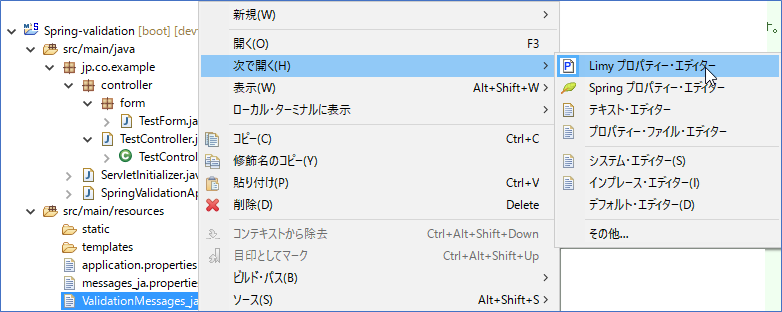 Spring-validation [boot]
src/main/java
jp.co.example
controller
form
TestForm.ja
TestController.j
TestContro
ServletInitializer.jav
SpringValidationAp
src/main/resources
static
templates
application.properties
messages_ja.properties
ValidationMessages_ja
新規(W)
開く(O) F3
次で開く(H)
表示(W) Alt+Shift+W
ローカル・ターミナルに表示
コピー(C) Ctrl+C
修飾名のコピー(Y)
貼り付け(P) Ctrl+V
削除(D) Delete
コンテキストから除去 Ctrl+Alt+Shift+Down
目印としてマーク Ctrl+Alt+Shift+Up
ビルド・パス(B)
ソース(S) Alt+Shift+S
Limy プロパティー・エディター
Spring プロパティー・エディター
テキスト・エディター
プロパティー・ファイル・エディター
システム・エディター(S)
インプレース・エディター(I)
デフォルト・エディター(D)
その他...